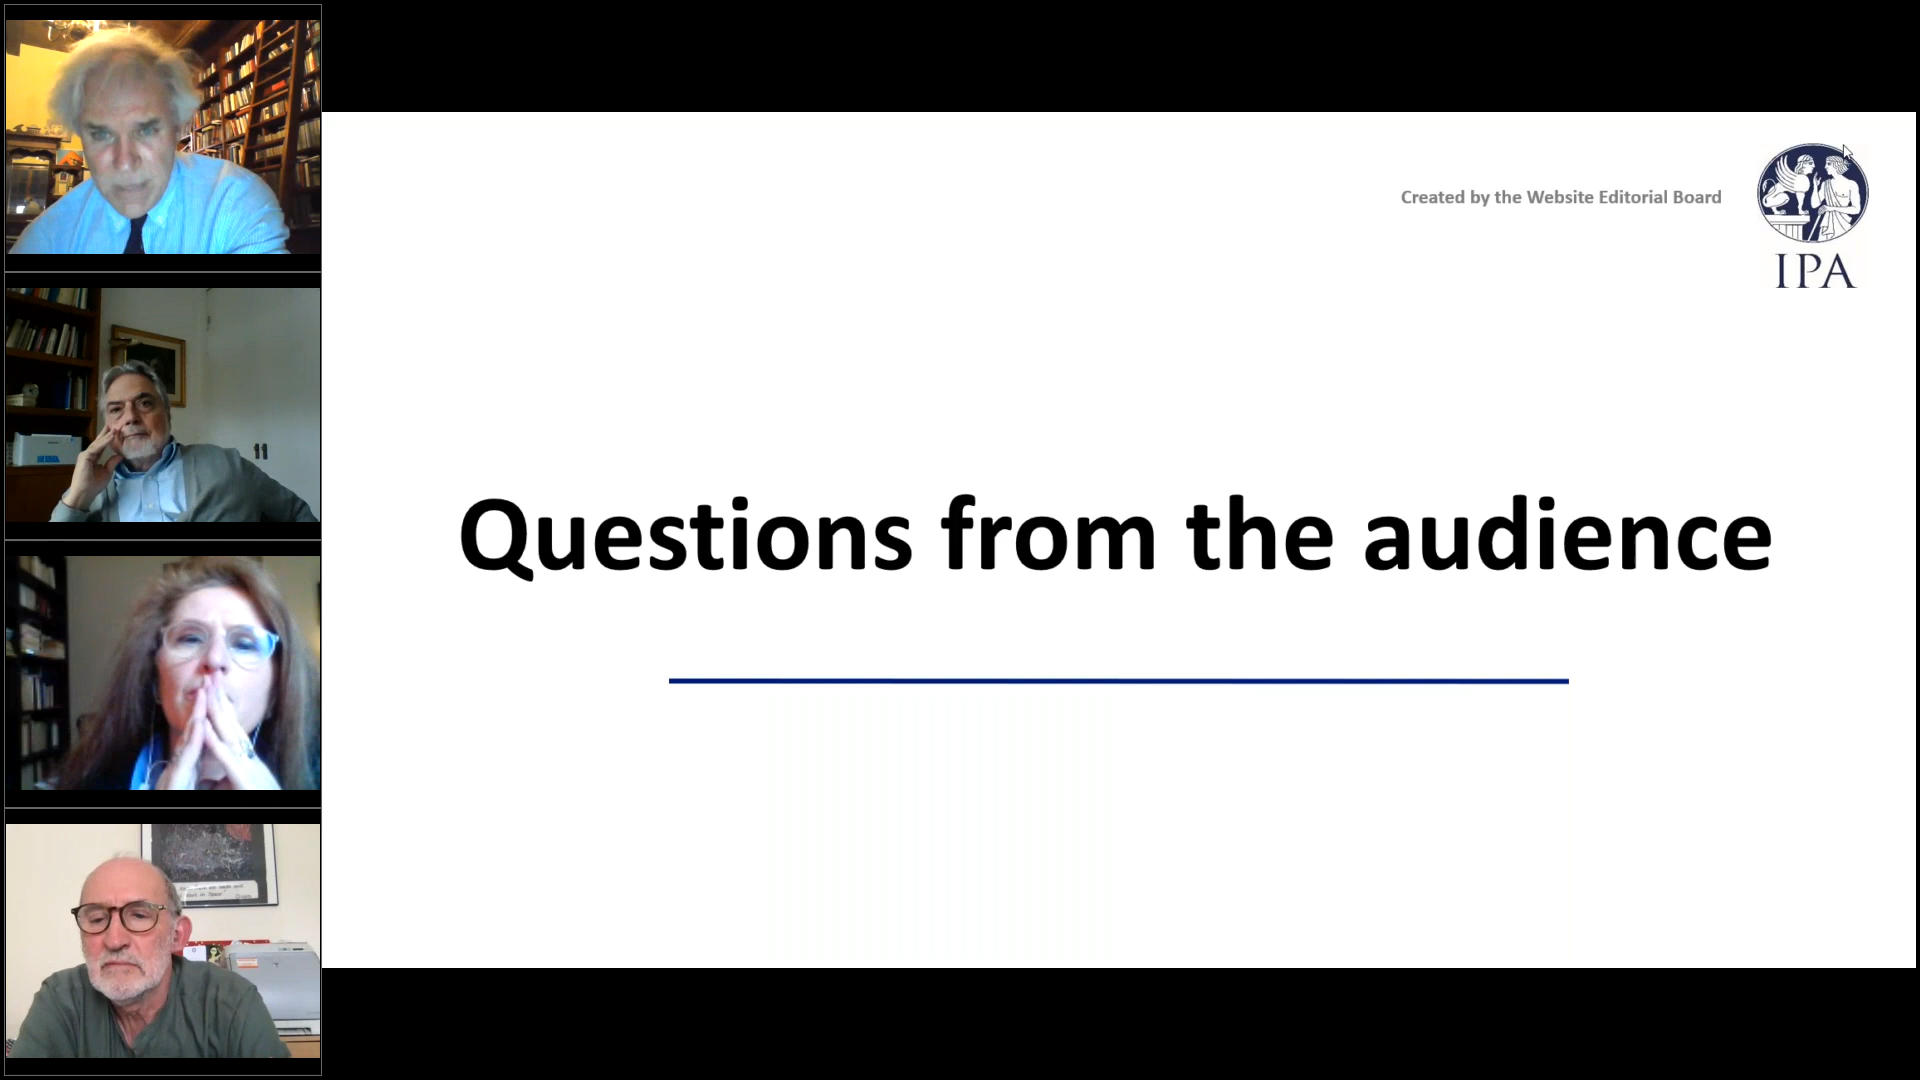 Created by the Website Editorial Board
IPA
Questions from the audience